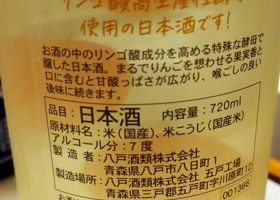 リンゴ酸高生産性酵母
使用の日本酒です!
お酒の中のリンゴ酸成分を高める特殊な酵母で
醸した日本酒。まるでりんごを想わせる果実香と
口に含むと甘酸っぱさが広がり、喉ごしの良い
後味に続きます。
品目:日本酒 内容量:720ml
原材料名:米(国産)、米こうじ(国産米)
アルコール分:7度
製造者:八戸酒類株式会社
青森県八戸市八日町1
製造場所:八戸酒類株式会社 五戸工場
青森県三戸郡五戸町字川原町12
001366